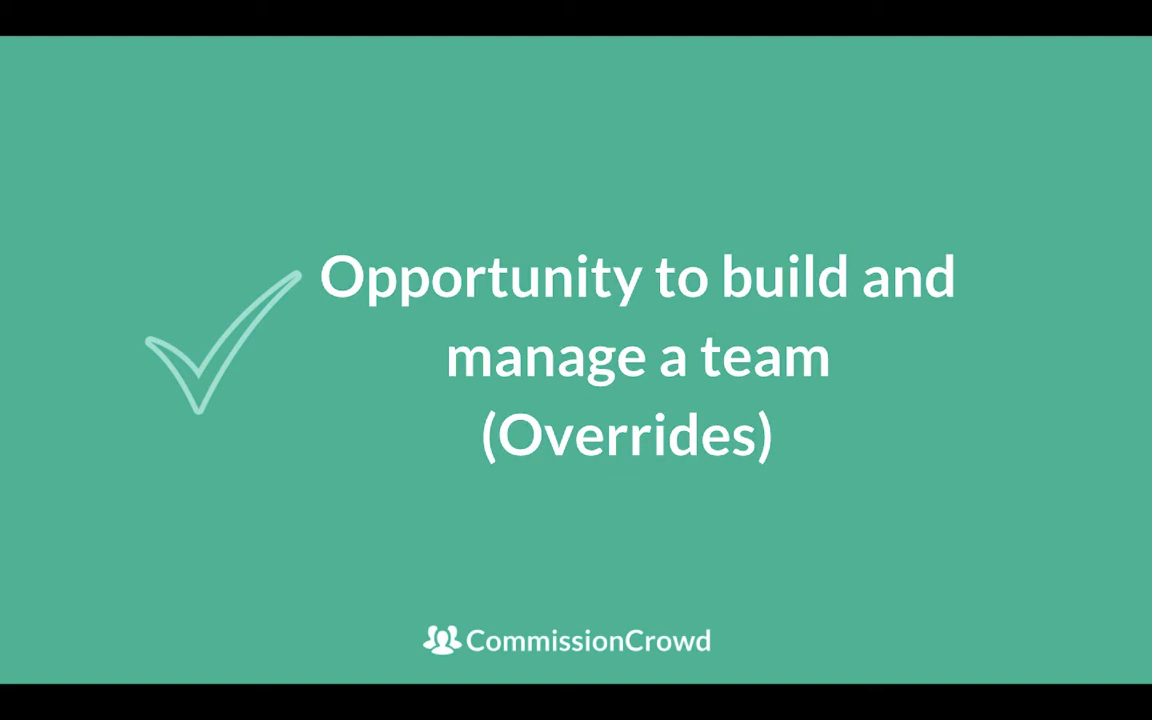 Opportunity to build and
manage a team
(Overrides)
CommissionCrowd